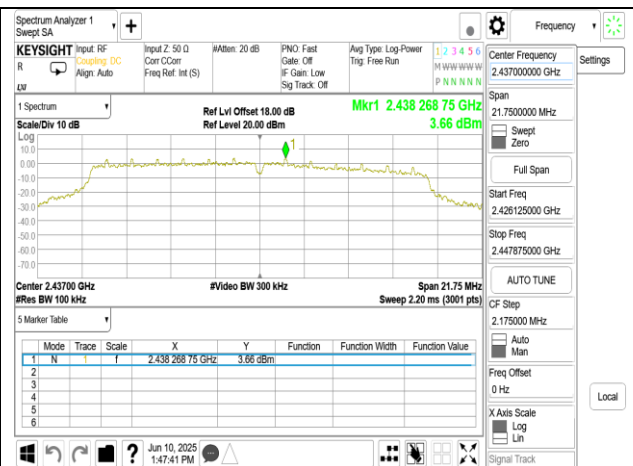 Spectrum Analyzer 1
Swept SA
Frequency
KEYSIGHT
R
Input: RF
Coupling: DC
Align: Auto
Input Z: 50 Ω
Corr CCorr
Freq Ref: Int (S)
#Atten: 20 dB
PNO: Fast
Gate: Off
IF Gain: Low
Sig Track: Off
Avg Type: Log-Power
Trig: Free Run
1 2 3 4 5 6
M W W W W W
P N N N N N
1 Spectrum
Scale/Div 10 dB
Ref Lvl Offset 18.00 dB
Ref Level 20.00 dBm
Mkr1 2.438 268 75 GHz
3.66 dBm
Log
10.0
0.00
-10.0
-20.0
-30.0
-40.0
-50.0
-60.0
-70.0
1
Center 2.43700 GHz
#Res BW 100 kHz
#Video BW 300 kHz
Span 21.75 MHz
Sweep 2.20 ms (3001 pts)
5 Marker Table
Mode Trace Scale X Y Function Function Width Function Value
1 N 1 f 2.438 268 75 GHz 3.66 dBm
2
3
4
5
6
Jun 10, 2025
1:47:41 PM
Center Frequency
2.437000000 GHz
Settings
Span
21.7500000 MHz
Swept
Zero
Full Span
Start Freq
2.426125000 GHz
Stop Freq
2.447875000 GHz
AUTO TUNE
CF Step
2.175000 MHz
Auto
Man
Freq Offset
0 Hz
Local
X Axis Scale
Log
Lin
Signal Track